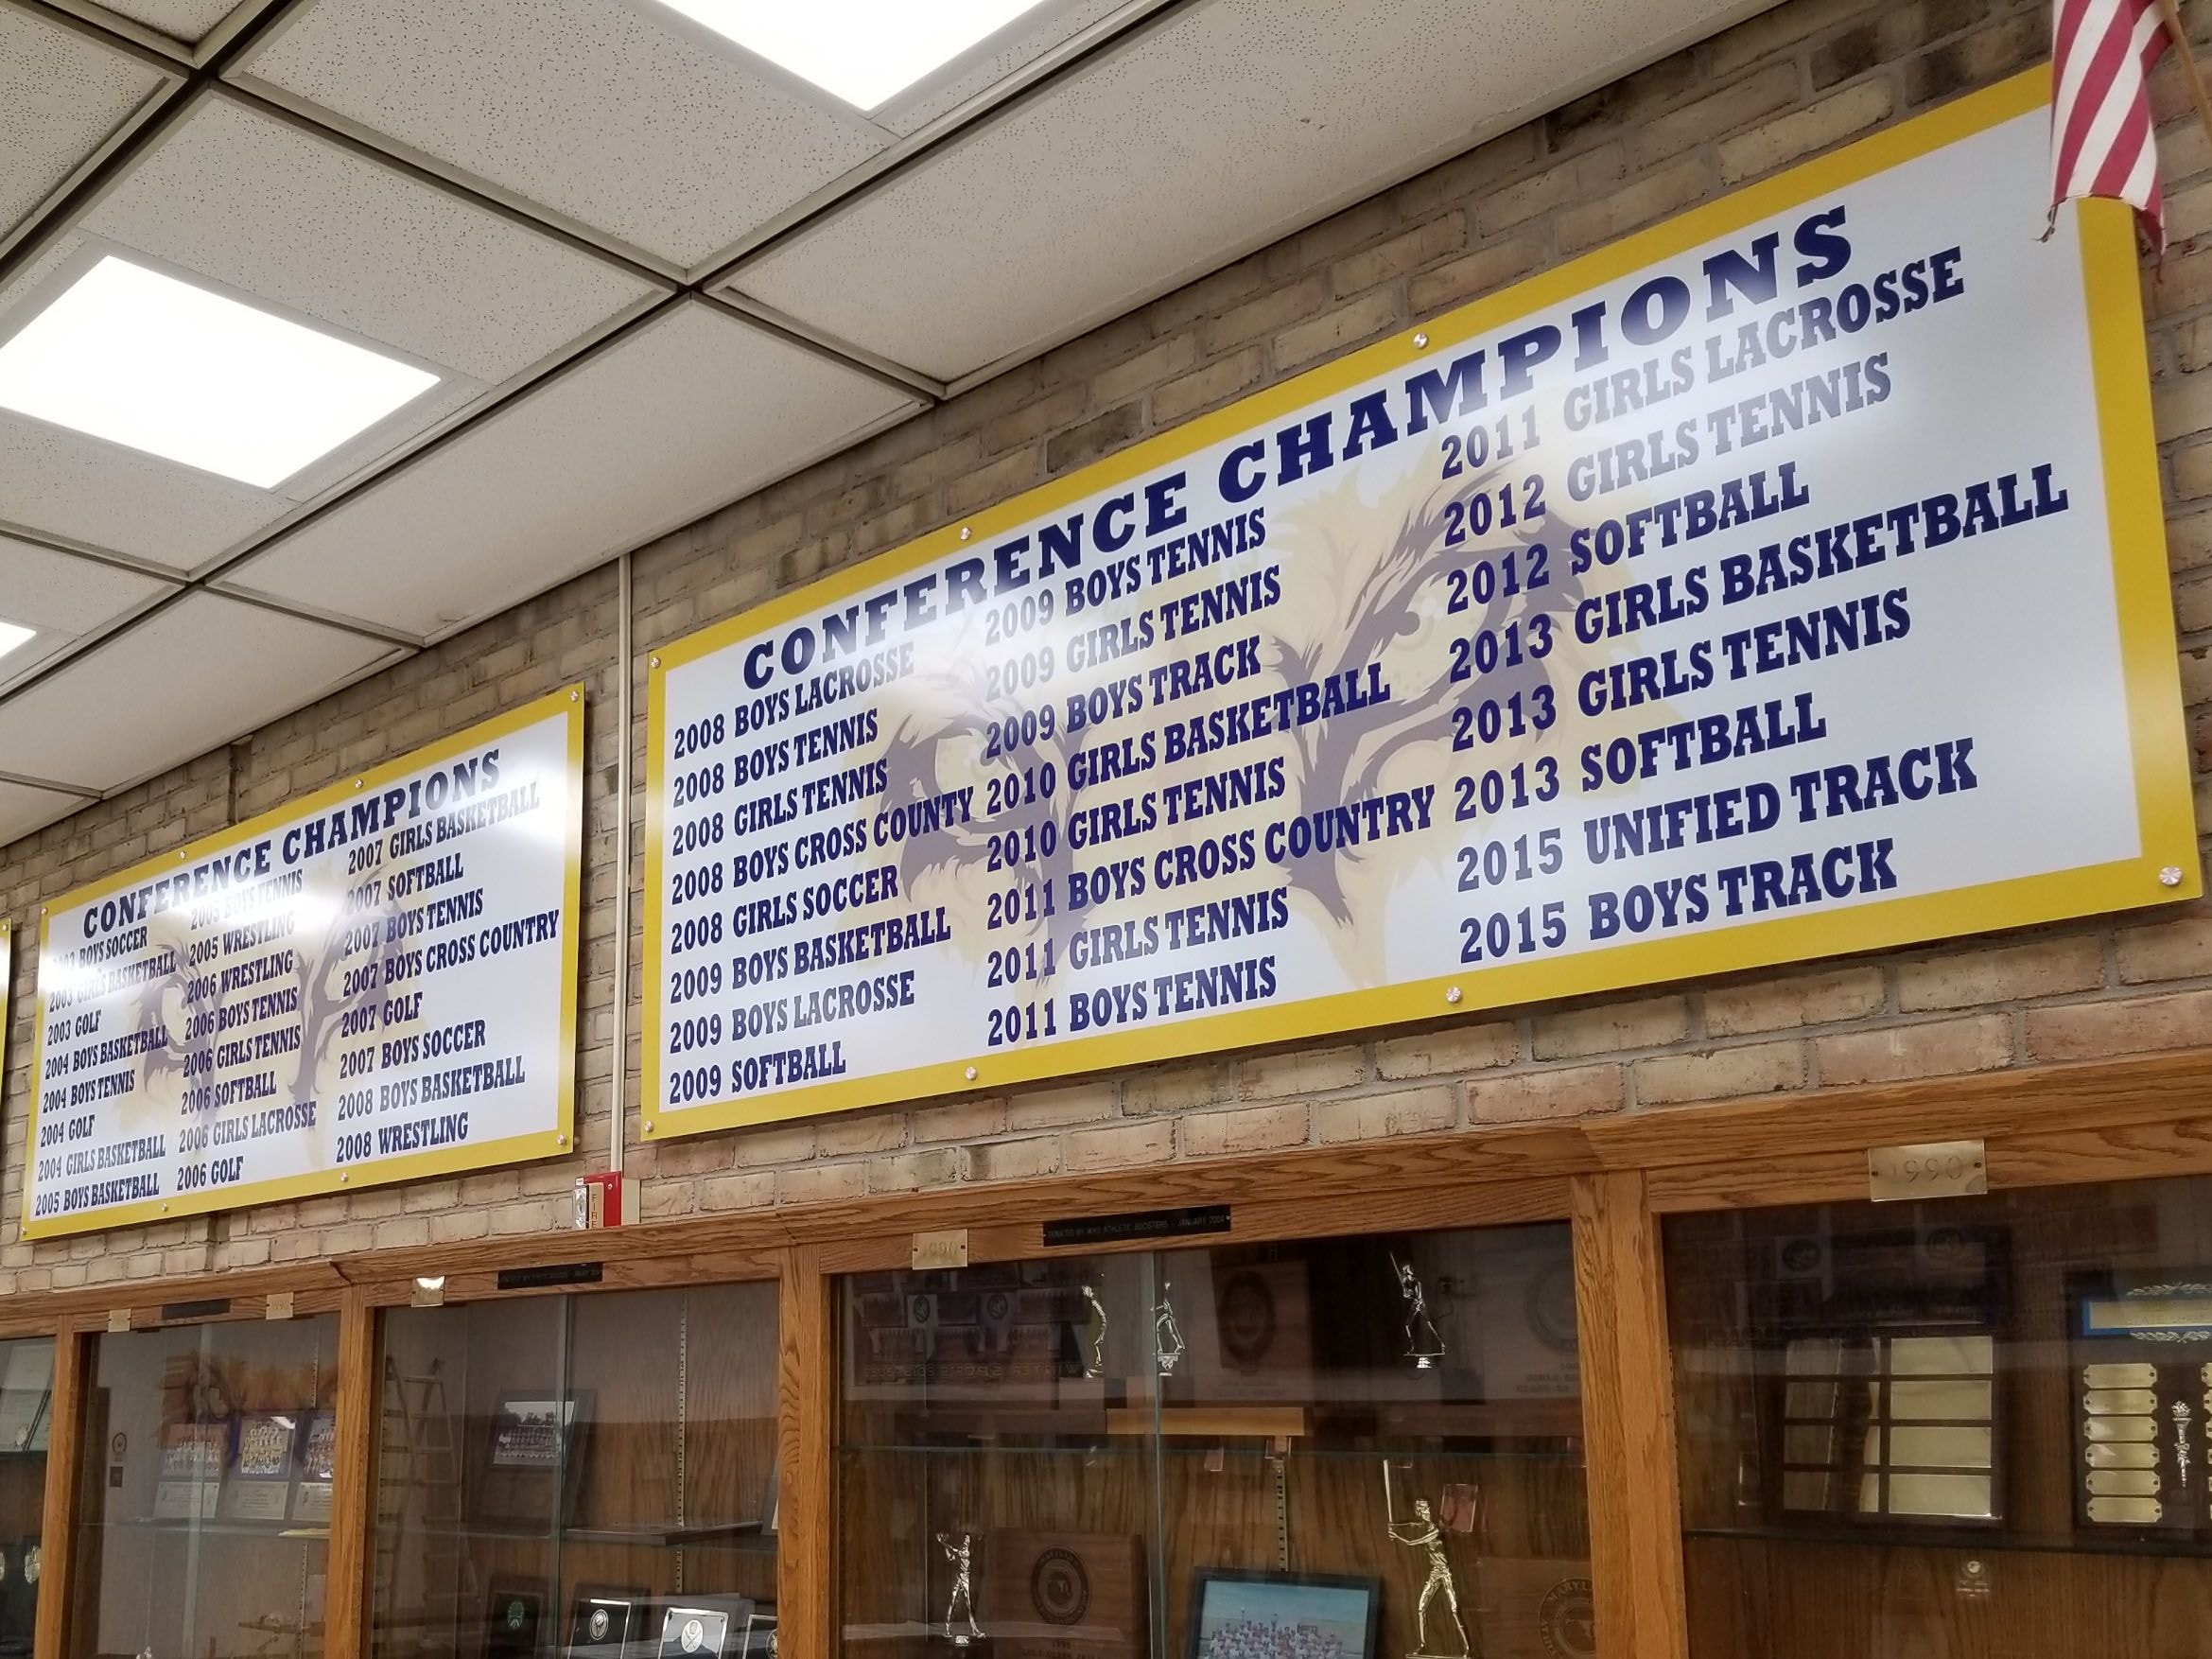 CONFERENCE CHAMPIONS
BOYS SOCCER
2003 GIRLS BASKETBALL
2003 GOLF
2004 BOYS BASKETBALL
2004 BOYS TENNIS
2004 GOLF
2004 GIRLS BASKETBALL
2005 BOYS BASKETBALL
2005 BOYS TENNIS
2005 WRESTLING
2006 WRESTLING
2006 BOYS TENNIS
2006 GIRLS TENNIS
2006 SOFTBALL
2006 GIRLS LACROSSE
2006 GOLF
2007 GIRLS BASKETBALL
2007 SOFTBALL
2007 BOYS TENNIS
2007 BOYS CROSS COUNTRY
2007 GOLF
2007 BOYS SOCCER
2008 BOYS BASKETBALL
2008 WRESTLING
CONFERENCE CHAMPIONS
2008 BOYS LACROSSE
2008 BOYS TENNIS
2008 GIRLS TENNIS
2008 BOYS CROSS COUNTY
2008 GIRLS SOCCER
2009 BOYS BASKETBALL
2009 BOYS LACROSSE
2009 SOFTBALL
2009 BOYS TENNIS
2009 GIRLS TENNIS
2009 BOYS TRACK
2010 GIRLS BASKETBALL
2010 GIRLS TENNIS
2011 BOYS CROSS COUNTRY
2011 GIRLS TENNIS
2011 BOYS TENNIS
2011 GIRLS LACROSSE
2012 GIRLS TENNIS
2012 SOFTBALL
2013 GIRLS BASKETBALL
2013 GIRLS TENNIS
2013 SOFTBALL
2015 UNIFIED TRACK
2015 BOYS TRACK
FIRE
1990
1990